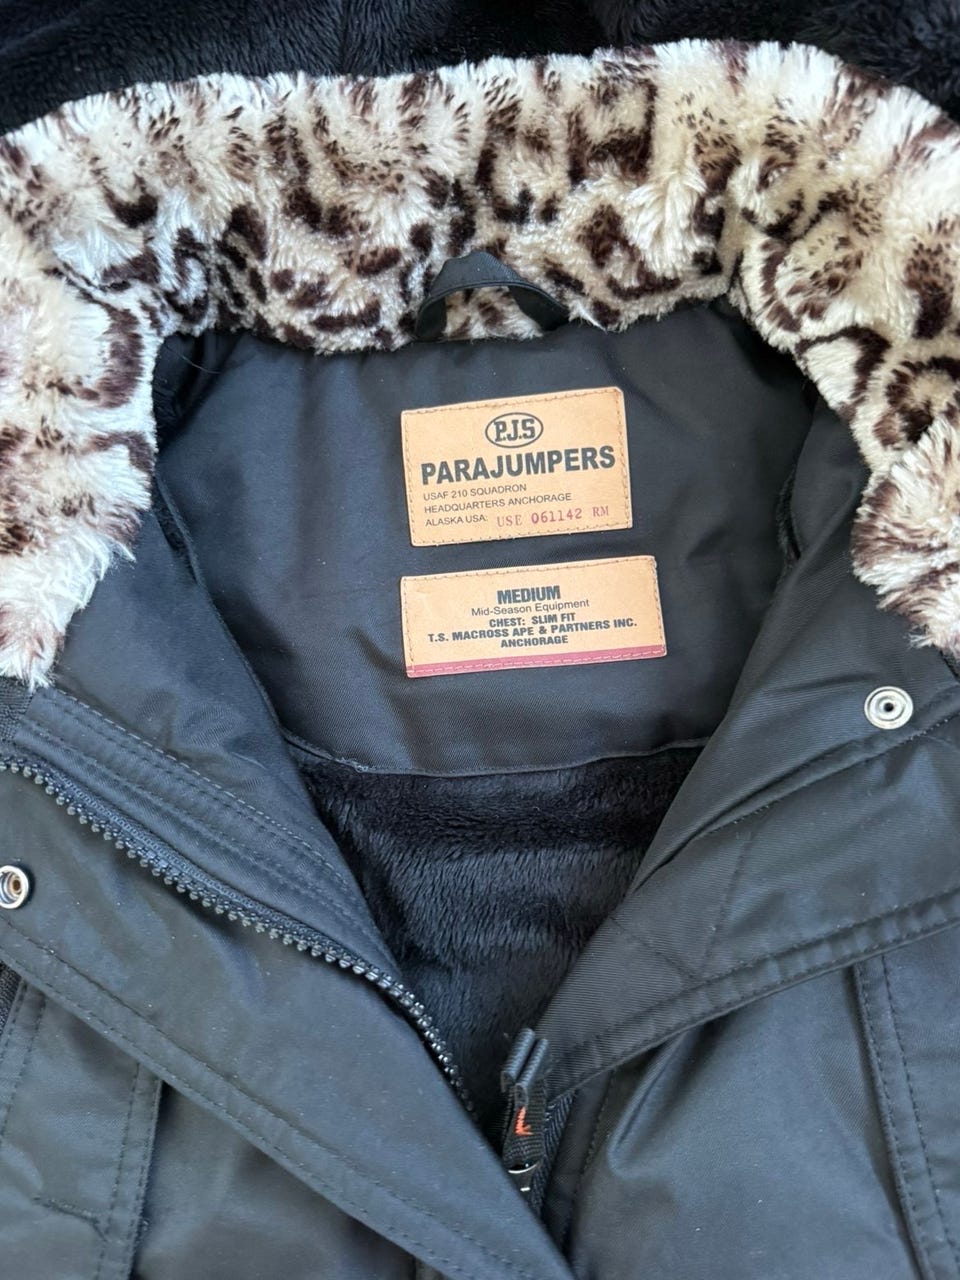 P.J.S
PARAJUMPERS
USAF 210 SQUADRON
HEADQUARTERS ANCHORAGE
ALASKA USA: USE 061142 RM
MEDIUM
Mid-Season Equipment
CHEST: SLIM FIT
T.S. MACROSS APE & PARTNERS INC.
ANCHORAGE